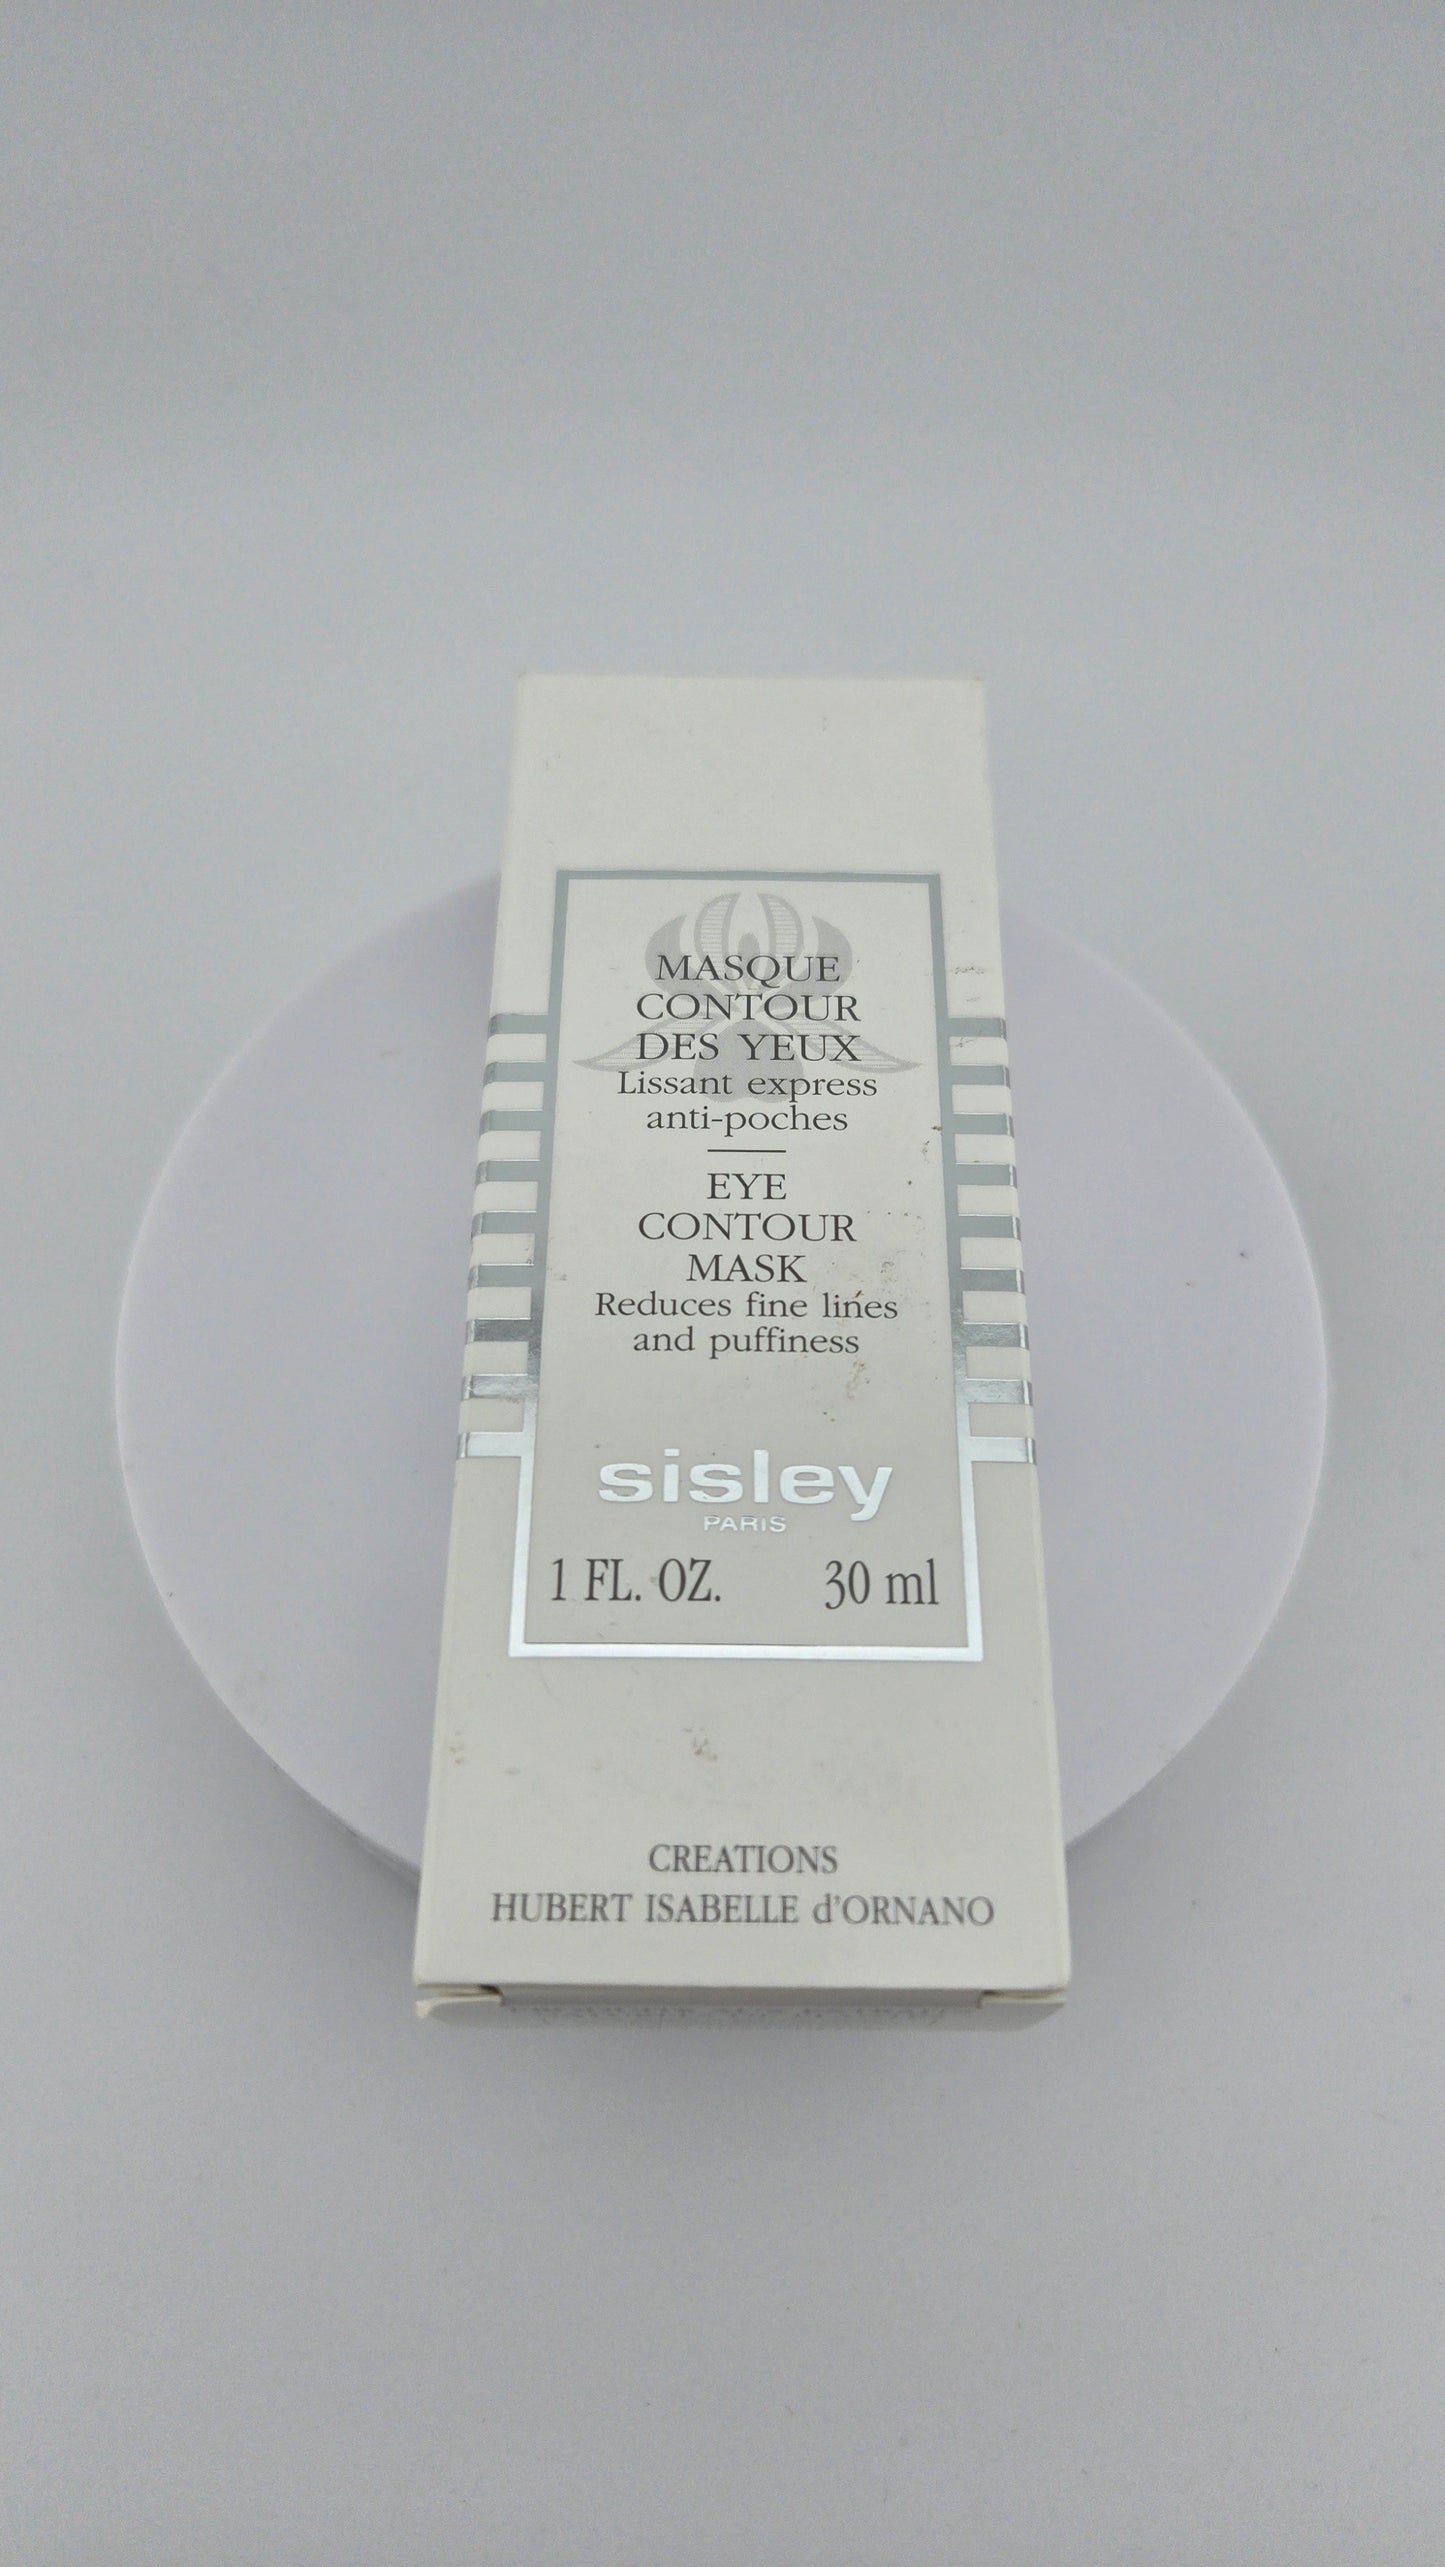 MASQUE
CONTOUR
DES YEUX
Lissant express
anti-poches
EYE
CONTOUR
MASK
Reduces fine lines
and puffiness
sisley
PARIS
1 FL. OZ. 30 ml
CREATIONS
HUBERT ISABELLE d'ORNANO